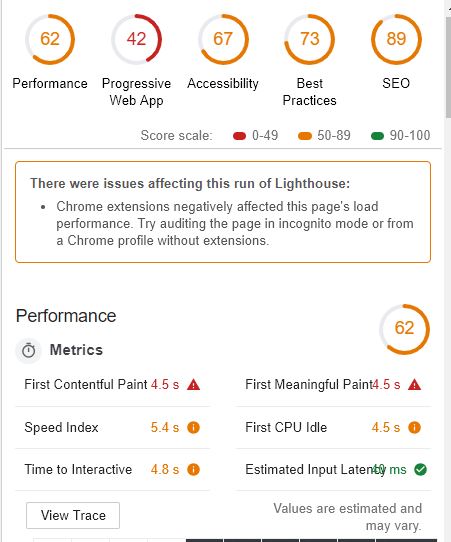 62 42 67 73 89
Performance Progressive Web App Accessibility Best Practices SEO
Score scale: 0-49 50-89 90-100
There were issues affecting this run of Lighthouse:
• Chrome extensions negatively affected this page's load
performance. Try auditing the page in incognito mode or from
a Chrome profile without extensions.
Performance 62
Metrics
First Contentful Paint 4.5 s First Meaningful Paint 4.5 s
Speed Index 5.4 s First CPU Idle 4.5 s
Time to Interactive 4.8 s Estimated Input Latency ms
View Trace
Values are estimated and
may vary.